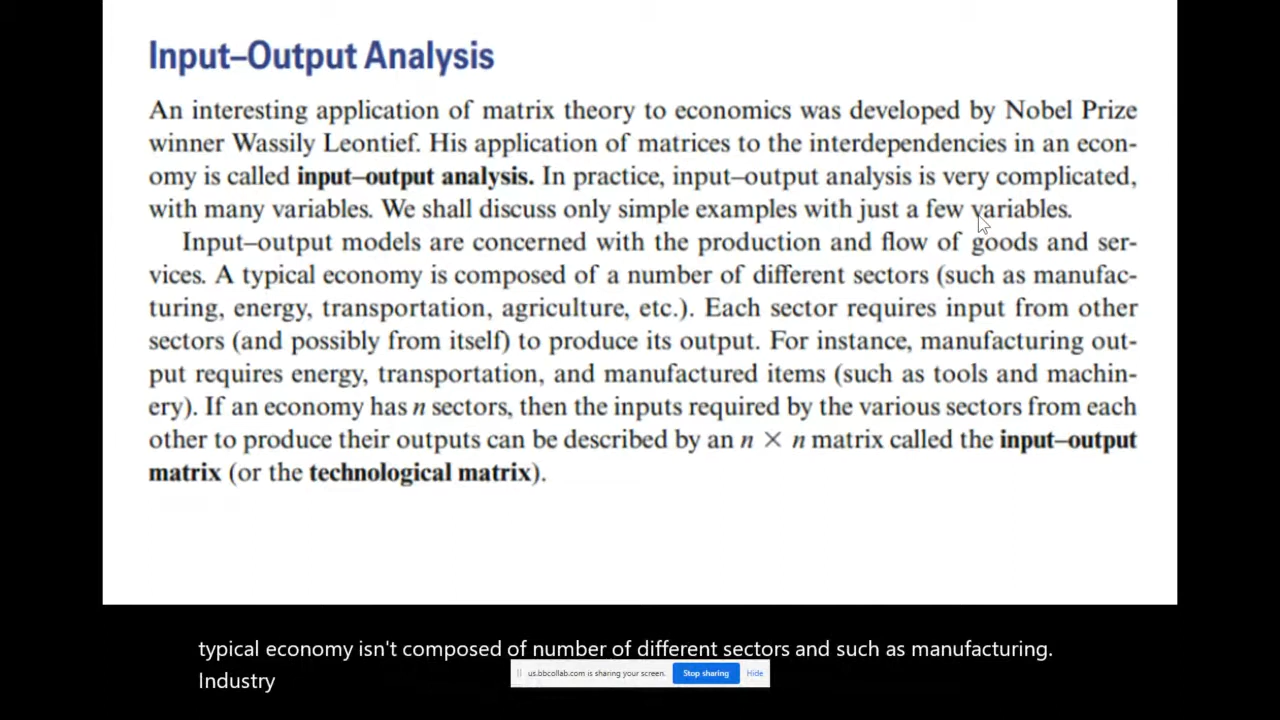 Input–Output Analysis
An interesting application of matrix theory to economics was developed by Nobel Prize
winner Wassily Leontief. His application of matrices to the interdependencies in an econ-
omy is called input–output analysis. In practice, input–output analysis is very complicated,
with many variables. We shall discuss only simple examples with just a few variables.
Input–output models are concerned with the production and flow of goods and ser-
vices. A typical economy is composed of a number of different sectors (such as manufac-
turing, energy, transportation, agriculture, etc.). Each sector requires input from other
sectors (and possibly from itself) to produce its output. For instance, manufacturing out-
put requires energy, transportation, and manufactured items (such as tools and machin-
ery). If an economy has n sectors, then the inputs required by the various sectors from each
other to produce their outputs can be described by an n × n matrix called the input–output
matrix (or the technological matrix).
typical economy isn't composed of number of different sectors and such as manufacturing.
Industry
us.bbcollab.com is sharing your screen. Stop sharing Hide